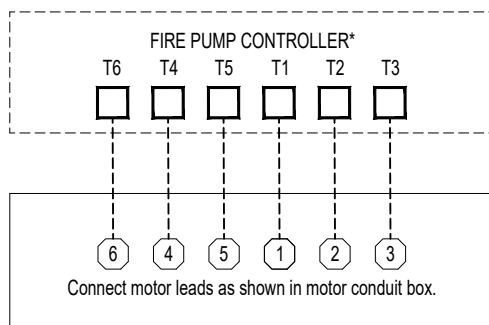 FIRE PUMP CONTROLLER*
T6 T4 T5 T1 T2 T3
6 4 5 1 2 3
Connect motor leads as shown in motor conduit box.